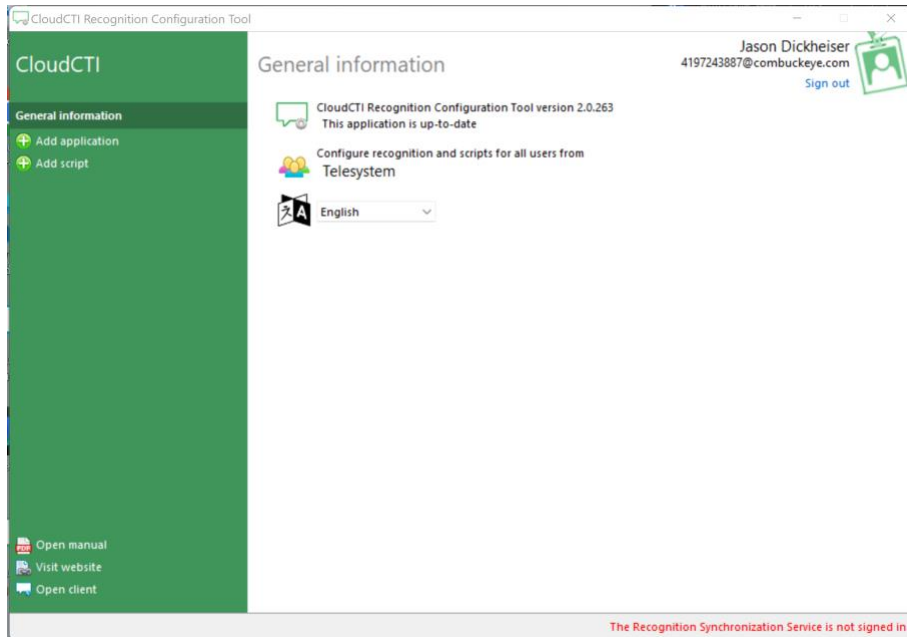 CloudCTI Recognition Configuration Tool
CloudCTI
General information
Add application
Add script
Open manual
Visit website
Open client
General information
Jason Dickheiser
4197243887@combuckeye.com
Sign out
CloudCTI Recognition Configuration Tool version 2.0.263
This application is up-to-date
Configure recognition and scripts for all users from
Telesystem
English
The Recognition Synchronization Service is not signed in